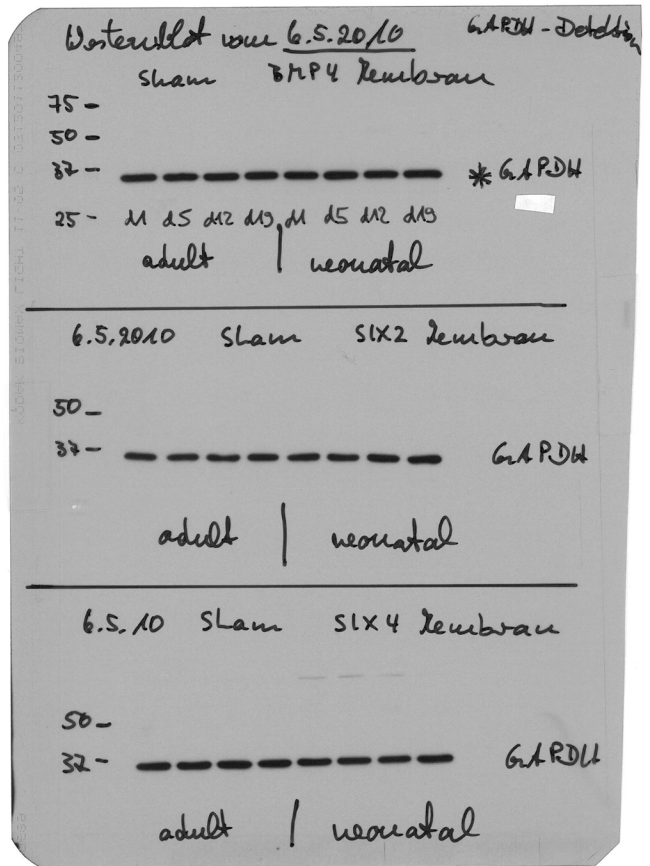 Westernblot vom 6.5.2010 GAPDH-Detektion
Sham BMP4 Membran
75 -
50 -
37 - * GAPDH
25 - d1 d5 d12 d19 d1 d5 d12 d19
adult | neonatal
6.5.2010 Sham SIX2 Membran
50 -
37 - GAPDH
adult | neonatal
6.5.10 Sham SIX4 Membran
50 -
37 - GAPDH
adult | neonatal